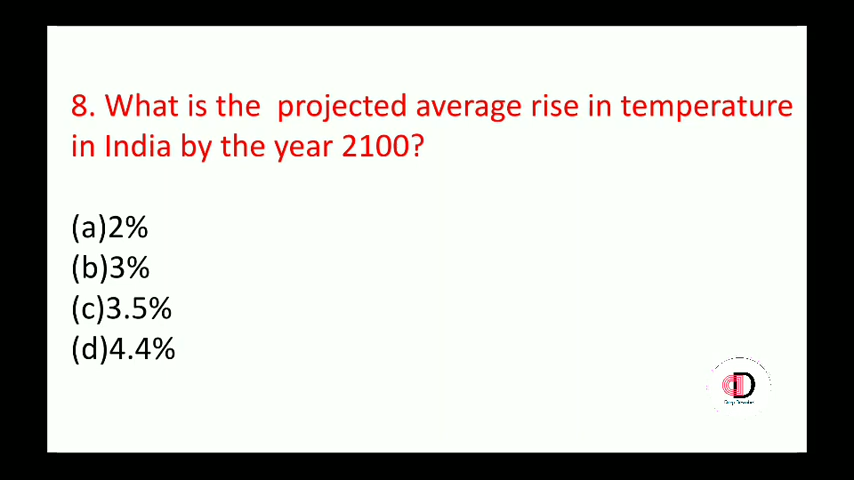 8. What is the projected average rise in temperature
in India by the year 2100?
(a)2%
(b)3%
(c)3.5%
(d)4.4%